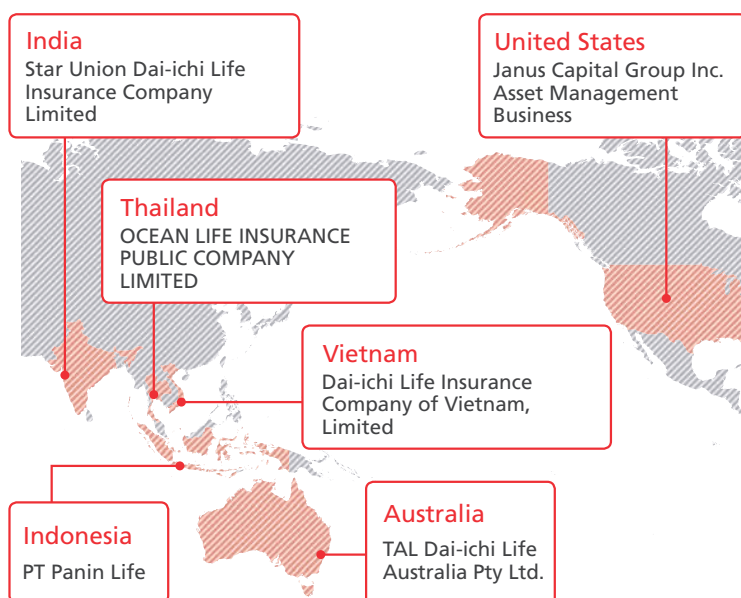 India
Star Union Dai-ichi Life
Insurance Company
Limited
United States
Janus Capital Group Inc.
Asset Management
Business
Thailand
OCEAN LIFE INSURANCE
PUBLIC COMPANY
LIMITED
Vietnam
Dai-ichi Life Insurance
Company of Vietnam,
Limited
Indonesia
PT Panin Life
Australia
TAL Dai-ichi Life
Australia Pty Ltd.